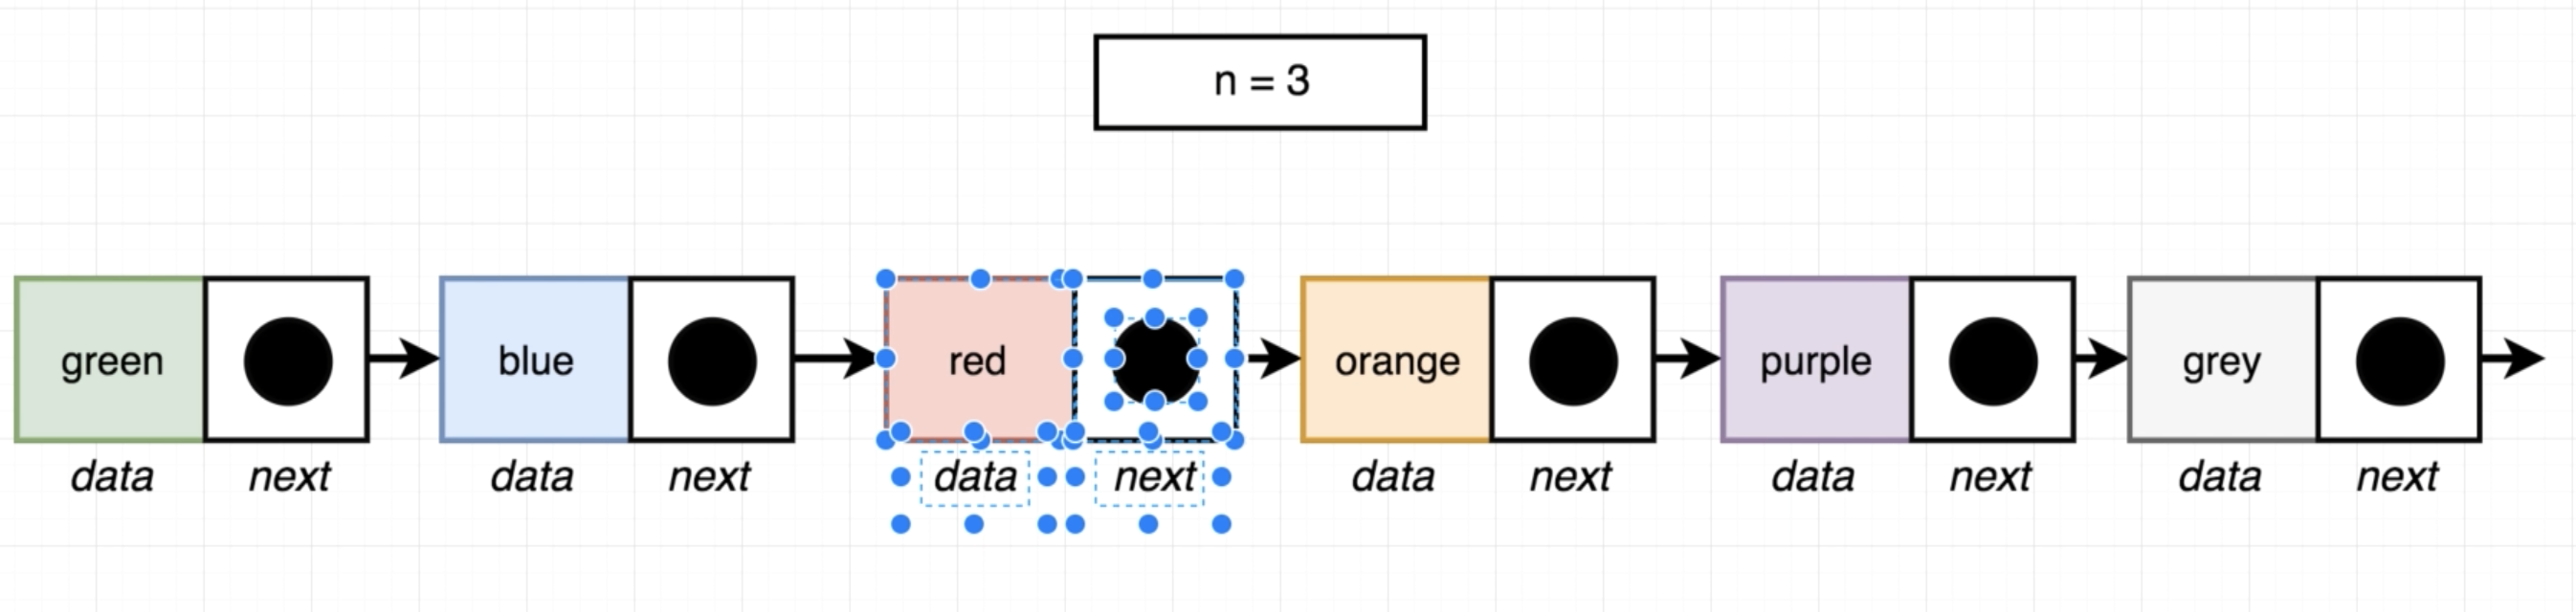 n = 3
green
blue
red
orange
purple
grey
data next data next data next data next data next data next